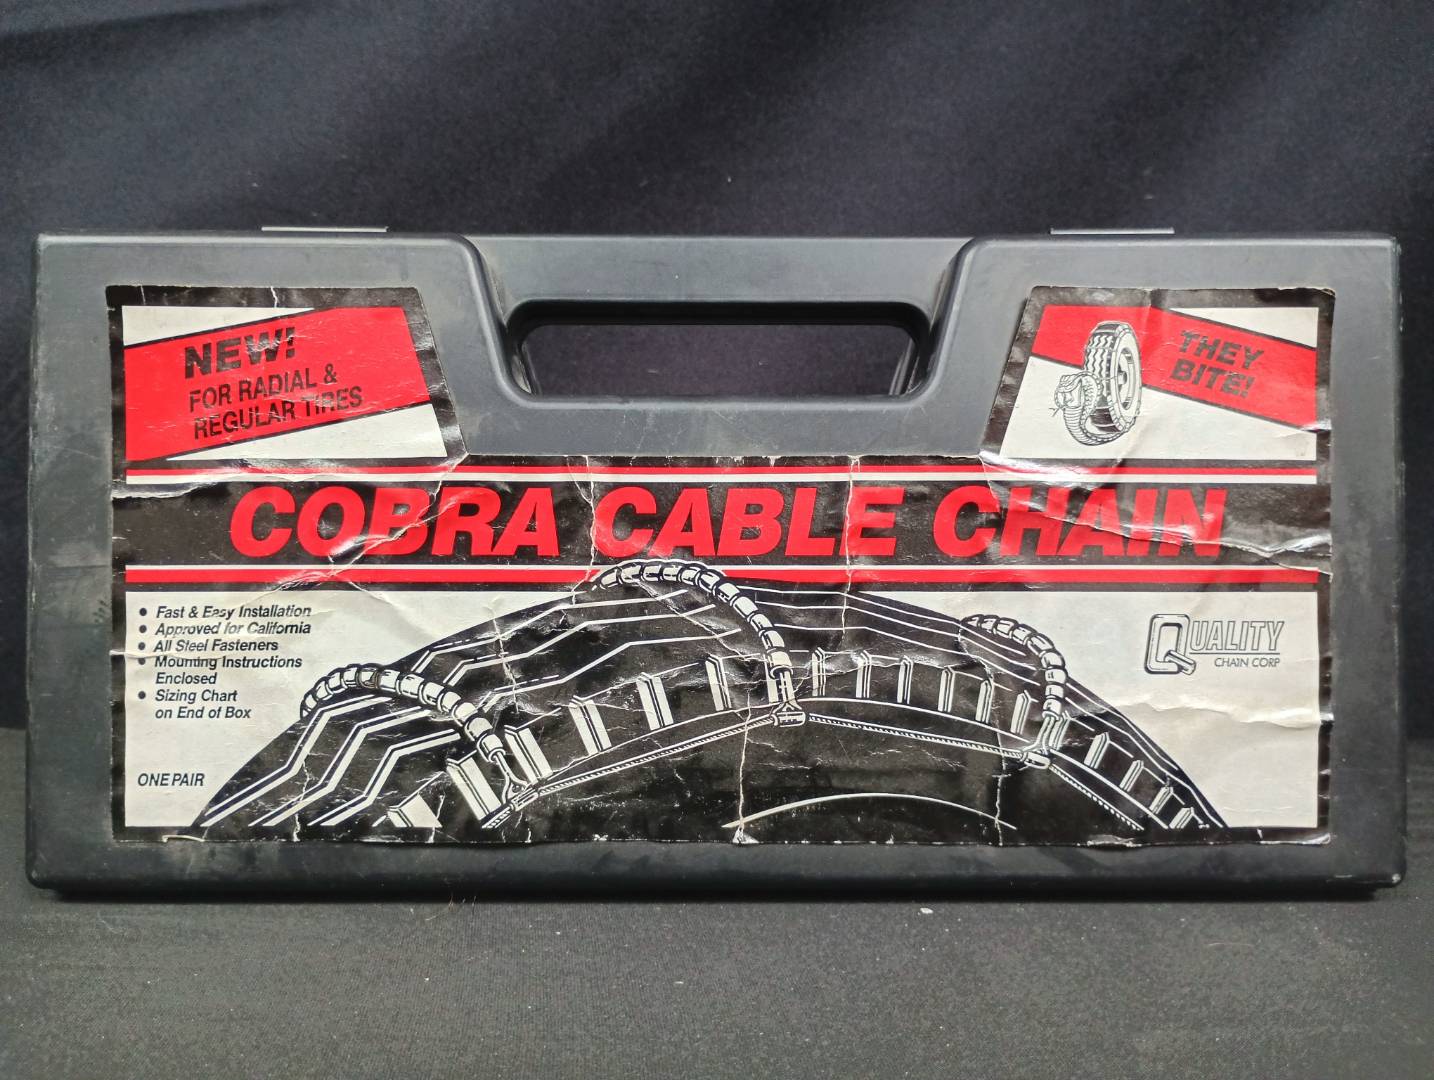 NEW!
FOR RADIAL &
REGULAR TIRES
THEY
BITE!
COBRA CABLE CHAIN
• Fast & Easy Installation
• Approved for California
• All Steel Fasteners
• Mounting Instructions
Enclosed
• Sizing Chart
on End of Box
ONE PAIR
QUALITY
CHAIN CORP